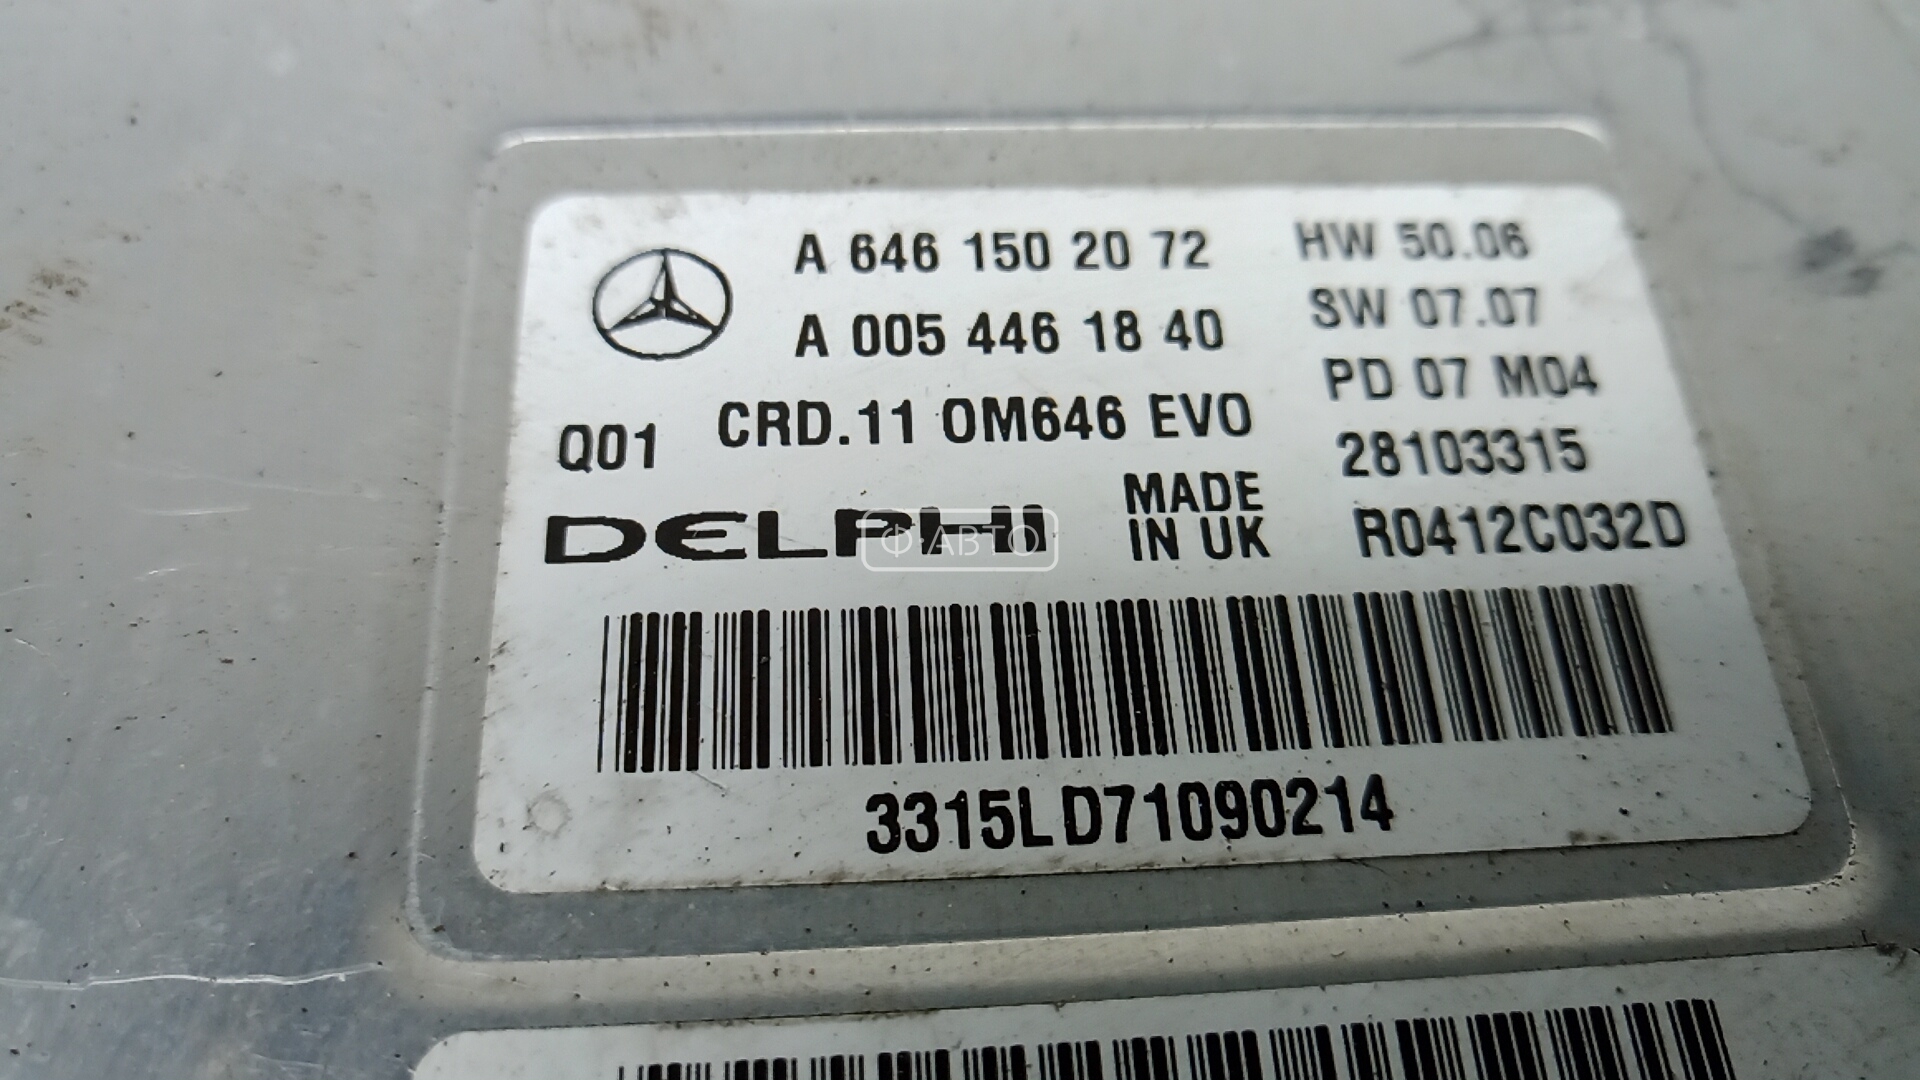 A 646 150 20 72 HW 50.06
A 005 446 18 40 SW 07.07
PD 07 M04
Q01 CRD.11 OM646 EVO 28103315
DELPHI MADE IN UK R0412C032D
Ф-АВТО
3315LD71090214